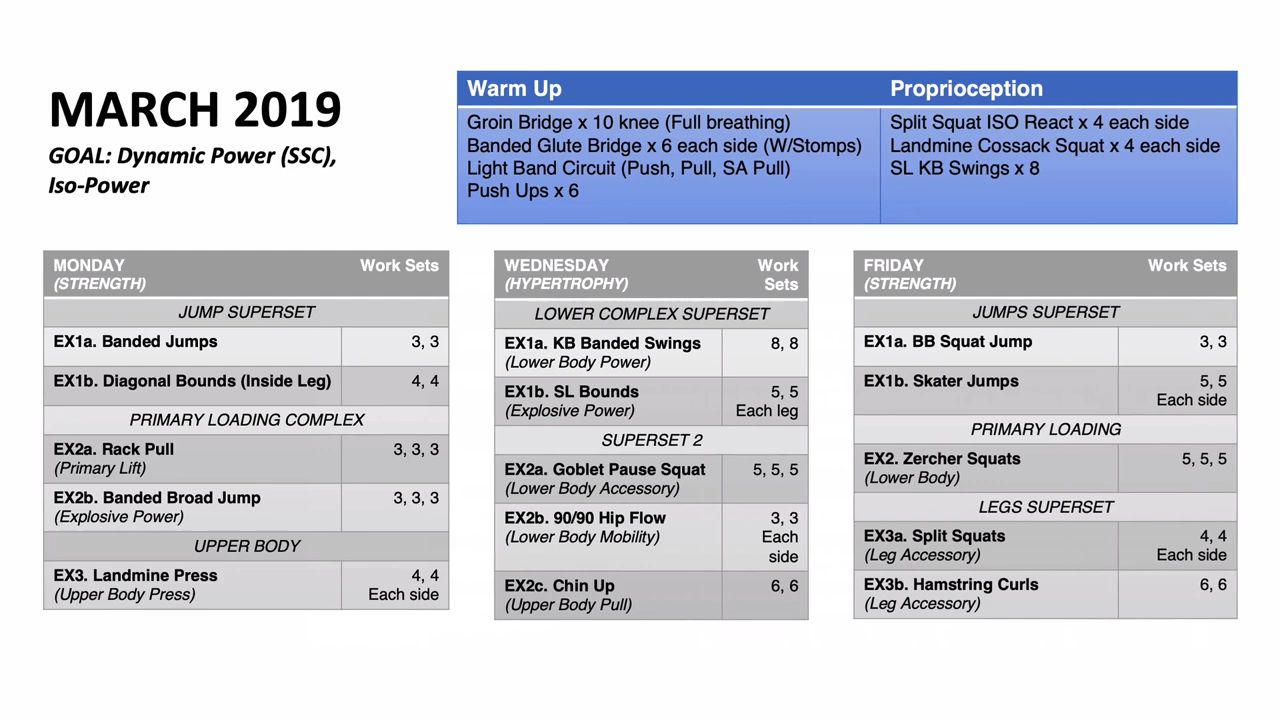 MARCH 2019
GOAL: Dynamic Power (SSC),
Iso-Power
Warm Up
Groin Bridge x 10 knee (Full breathing)
Banded Glute Bridge x 6 each side (W/Stomps)
Light Band Circuit (Push, Pull, SA Pull)
Push Ups x 6
Proprioception
Split Squat ISO React x 4 each side
Landmine Cossack Squat x 4 each side
SL KB Swings x 8
MONDAY Work Sets
(STRENGTH)
JUMP SUPERSET
EX1a. Banded Jumps 3, 3
EX1b. Diagonal Bounds (Inside Leg) 4, 4
PRIMARY LOADING COMPLEX
EX2a. Rack Pull 3, 3, 3
(Primary Lift)
EX2b. Banded Broad Jump 3, 3, 3
(Explosive Power)
UPPER BODY
EX3. Landmine Press 4, 4
(Upper Body Press) Each side
WEDNESDAY Work
(HYPERTROPHY) Sets
LOWER COMPLEX SUPERSET
EX1a. KB Banded Swings 8, 8
(Lower Body Power)
EX1b. SL Bounds 5, 5
(Explosive Power) Each leg
SUPERSET 2
EX2a. Goblet Pause Squat 5, 5, 5
(Lower Body Accessory)
EX2b. 90/90 Hip Flow 3, 3
(Lower Body Mobility) Each
side
EX2c. Chin Up 6, 6
(Upper Body Pull)
FRIDAY Work Sets
(STRENGTH)
JUMPS SUPERSET
EX1a. BB Squat Jump 3, 3
EX1b. Skater Jumps 5, 5
Each side
PRIMARY LOADING
EX2. Zercher Squats 5, 5, 5
(Lower Body)
LEGS SUPERSET
EX3a. Split Squats 4, 4
(Leg Accessory) Each side
EX3b. Hamstring Curls 6, 6
(Leg Accessory)